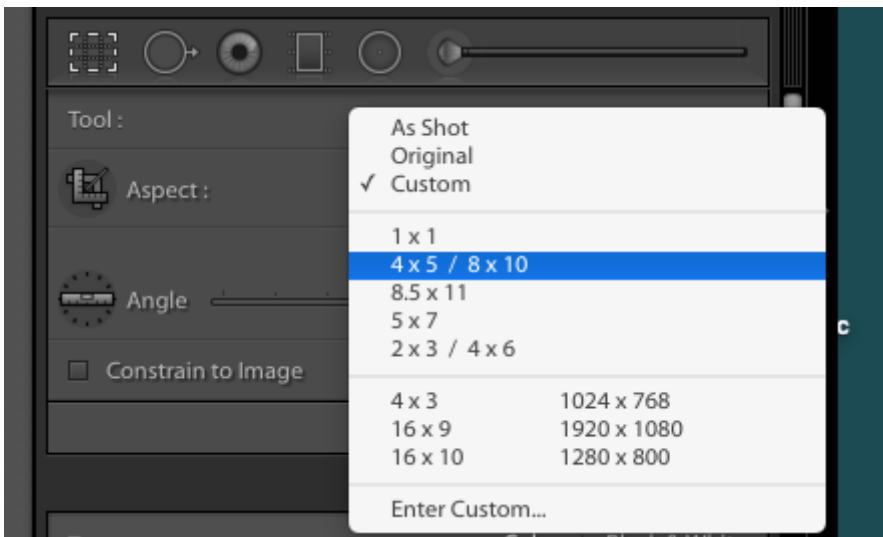 Tool :
As Shot
Original
✓ Custom
Aspect :
1 x 1
4 x 5 / 8 x 10
8.5 x 11
Angle
5 x 7
2 x 3 / 4 x 6
Constrain to Image
4 x 3 1024 x 768
16 x 9 1920 x 1080
16 x 10 1280 x 800
Enter Custom...
c